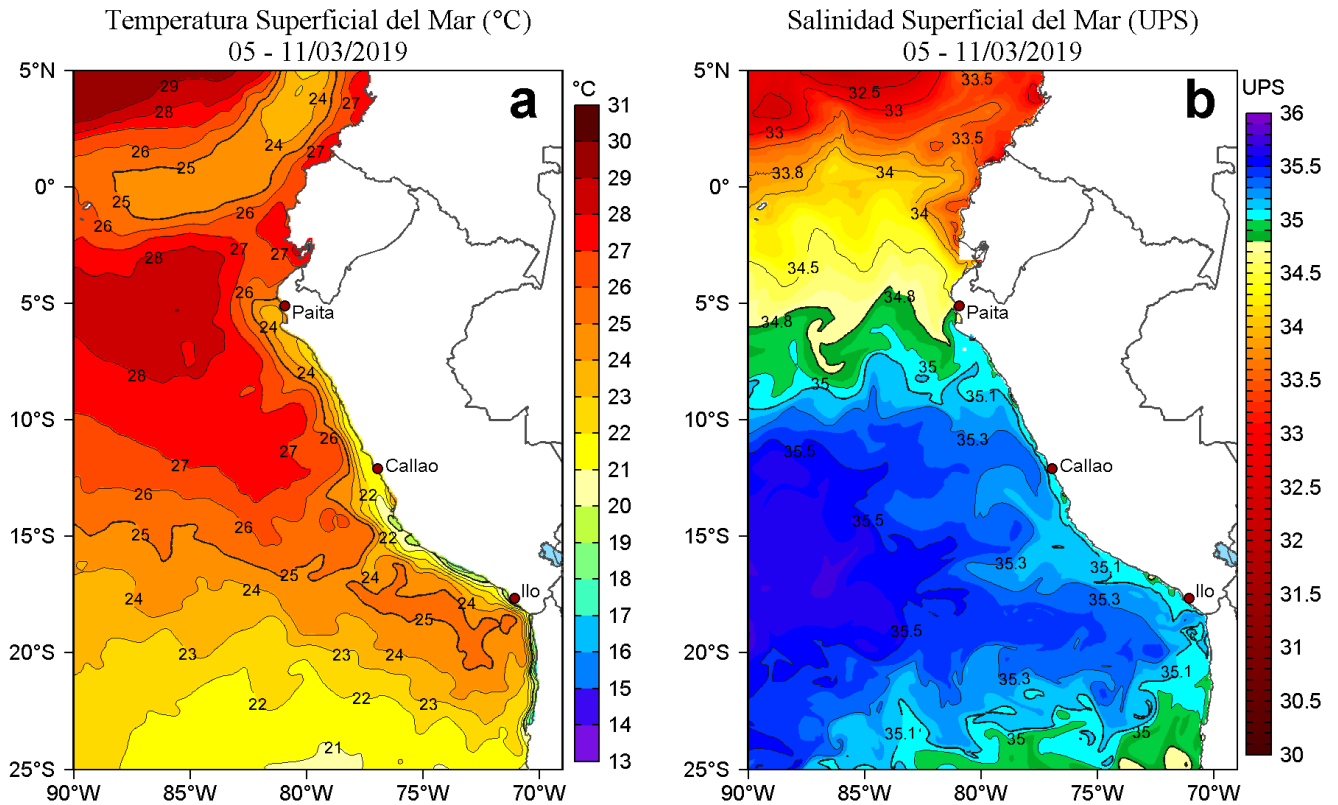 Temperatura Superficial del Mar (°C)
05 - 11/03/2019
a
°C
31
30
29
28
27
26
25
24
23
22
21
20
19
18
17
16
15
14
13
5°N
0°
5°S
10°S
15°S
20°S
25°S
90°W
85°W
80°W
75°W
70°W
29
28
26
25
24
24
27
27
25
26
26
27
27
28
26
24
28
24
26
27
27
26
22
26
25
22
25
24
24
24
24
25
23
23
24
22
22
23
21
Paita
Callao
Ilo
Salinidad Superficial del Mar (UPS)
05 - 11/03/2019
b
UPS
36
35.5
35
34.5
34
33.5
33
32.5
32
31.5
31
30.5
30
5°N
0°
5°S
10°S
15°S
20°S
25°S
90°W
85°W
80°W
75°W
70°W
33.5
32.5
33
33
33.5
33.8
34
34
34.5
34.8
34.8
35
35
35.1
35.3
35.5
35.5
35.3
35.1
35.3
35.5
35.3
35.1
35.1
35
35
Paita
Callao
Ilo